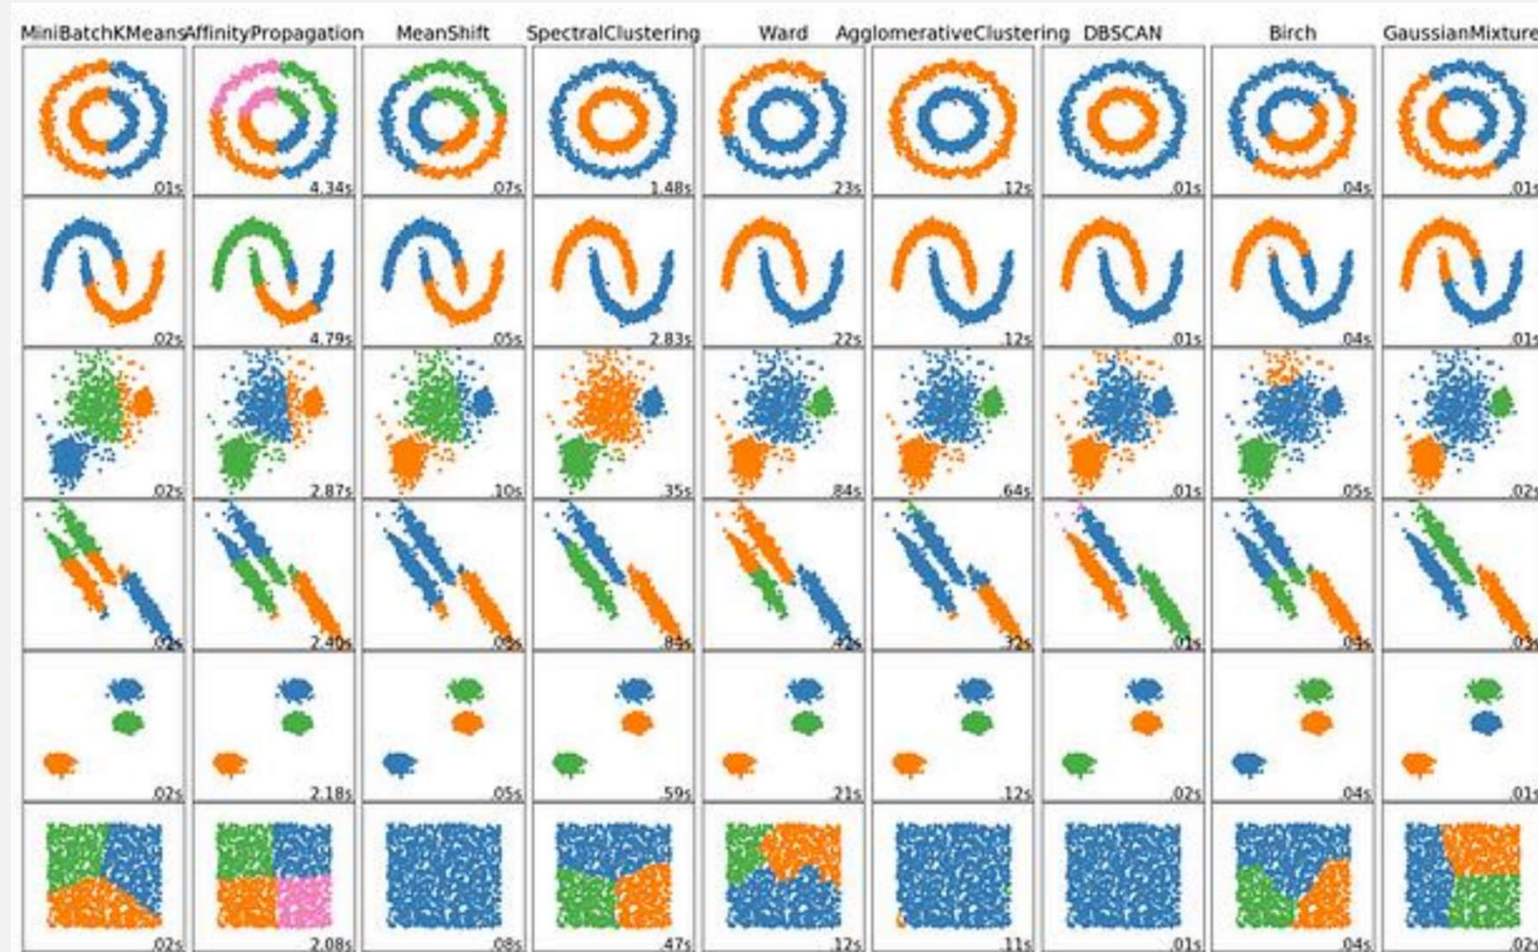 MiniBatchKMeans AffinityPropagation MeanShift SpectralClustering Ward AgglomerativeClustering DBSCAN Birch GaussianMixture
.01s 4.34s .07s 1.48s .23s .12s .01s .04s .01s
.02s 4.79s .05s 2.83s .22s .12s .01s .04s .01s
.02s 2.87s .10s .35s .84s .64s .01s .05s .02s
.02s 2.40s .32s .01s
.02s 2.18s .05s .59s .21s .12s .02s .04s .01s
.02s 2.08s .08s .47s .12s .11s .01s .04s